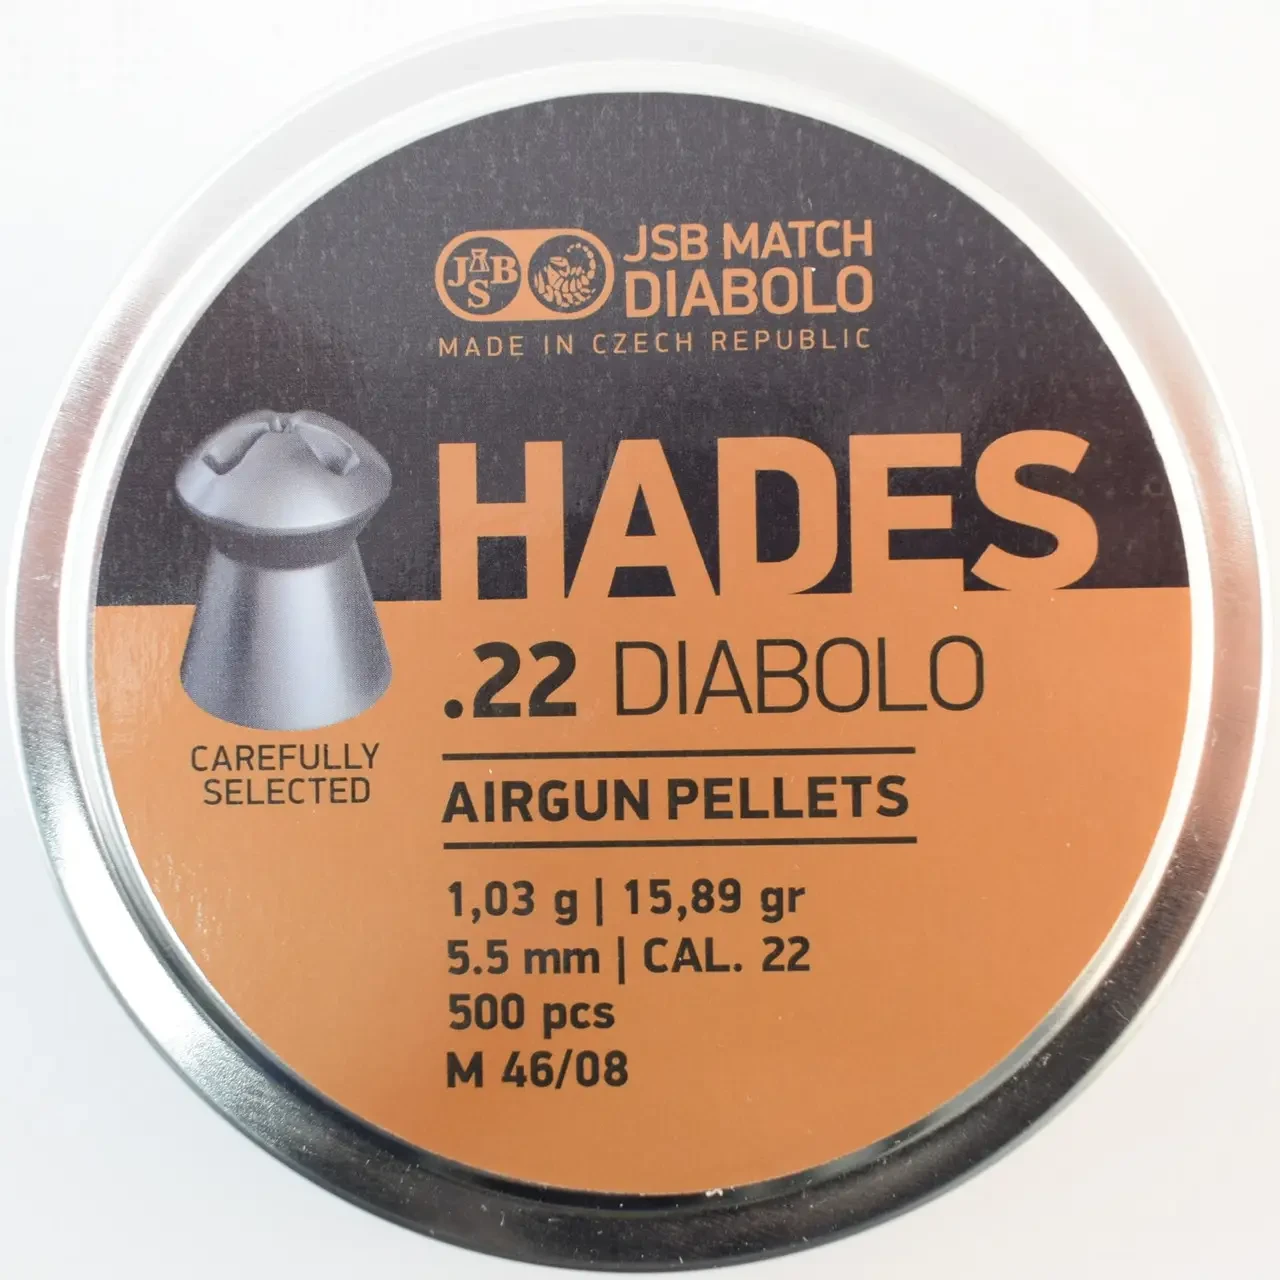 JSB
JSB MATCH
DIABOLO
MADE IN CZECH REPUBLIC
HADES
.22 DIABOLO
CAREFULLY
SELECTED
AIRGUN PELLETS
1,03 g | 15,89 gr
5.5 mm | CAL. 22
500 pcs
M 46/08